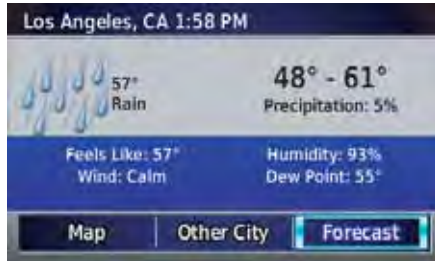 Los Angeles, CA 1:58 PM
57°
Rain
48° - 61°
Precipitation: 5%
Feels Like: 57°
Wind: Calm
Humidity: 93%
Dew Point: 55°
Map
Other City
Forecast